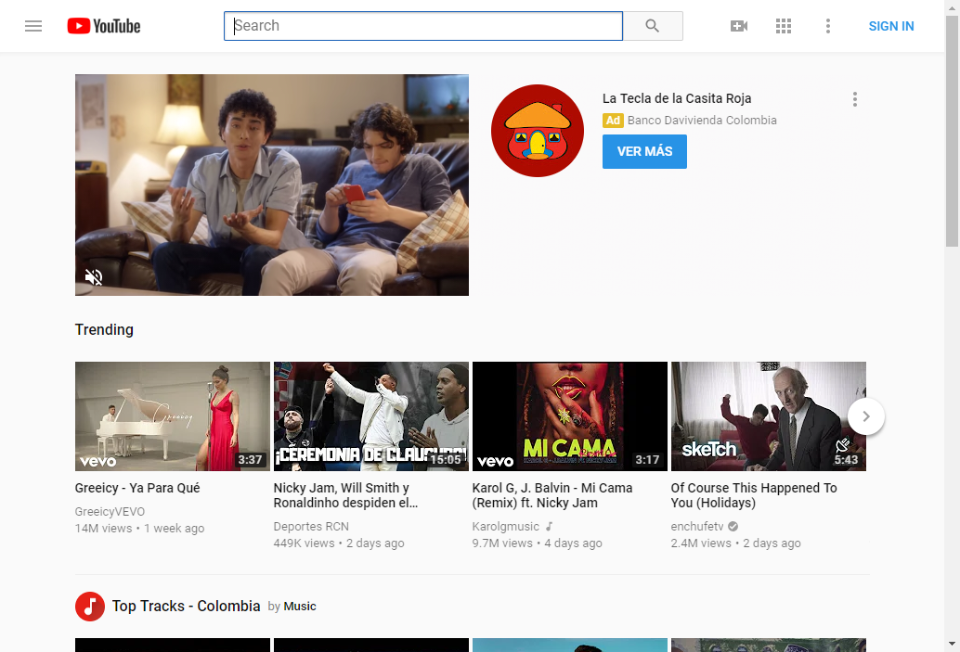 YouTube
Search
SIGN IN
La Tecla de la Casita Roja
Ad Banco Davivienda Colombia
VER MÁS
Trending
Greeicy
vevo
3:37
¡CEREMONIA DE CLAUSURA!
15:05
MI CAMA
Remix
vevo
3:17
skeTch
5:43
Greeicy - Ya Para Qué
GreeicyVEVO
14M views • 1 week ago
Nicky Jam, Will Smith y
Ronaldinho despiden el...
Deportes RCN
449K views • 2 days ago
Karol G, J. Balvin - Mi Cama
(Remix) ft. Nicky Jam
Karolgmusic
9.7M views • 4 days ago
Of Course This Happened To
You (Holidays)
enchufetv
2.4M views • 2 days ago
Top Tracks - Colombia by Music